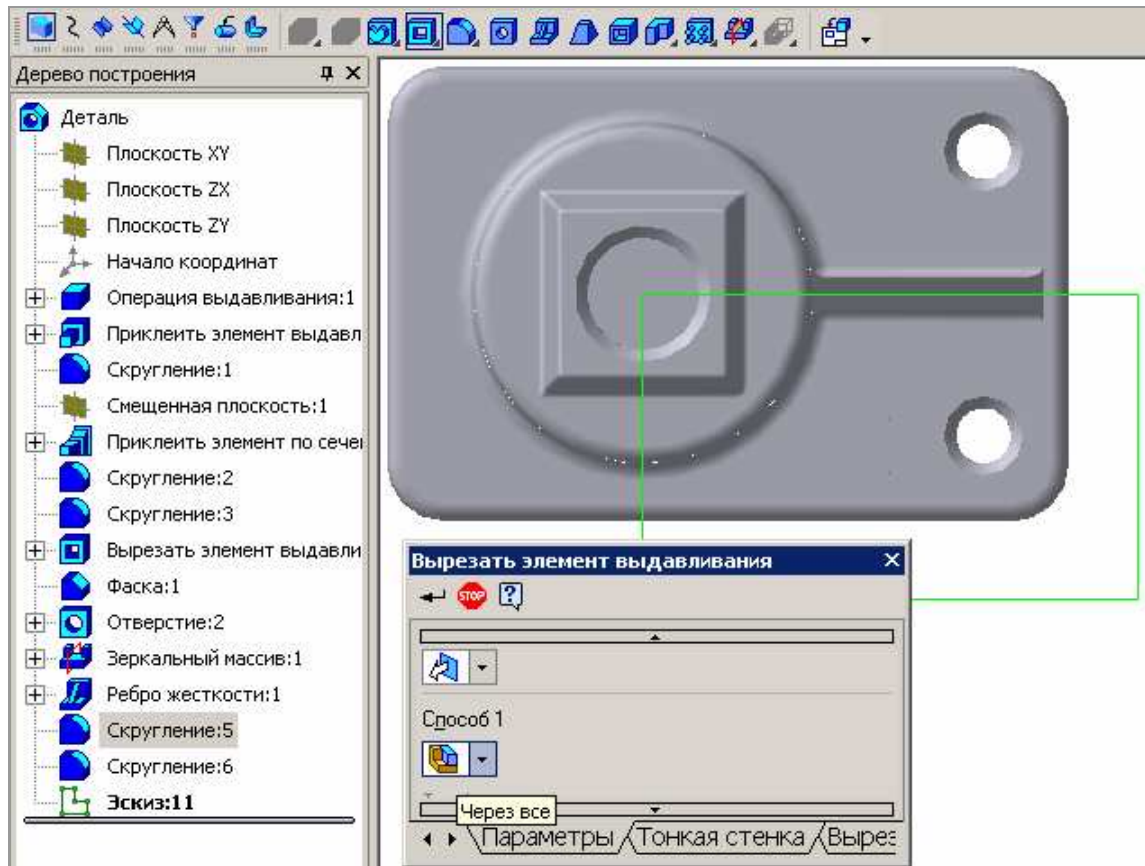 Дерево построения
Деталь
Плоскость XY
Плоскость ZX
Плоскость ZY
Начало координат
Операция выдавливания:1
Приклеить элемент выдавл
Скругление:1
Смещенная плоскость:1
Приклеить элемент по сечен
Скругление:2
Скругление:3
Вырезать элемент выдавли
Фаска:1
Отверстие:2
Зеркальный массив:1
Ребро жесткости:1
Скругление:5
Скругление:6
Эскиз:11
Вырезать элемент выдавливания
STOP
Способ 1
Через все
Параметры Тонкая стенка Вырез